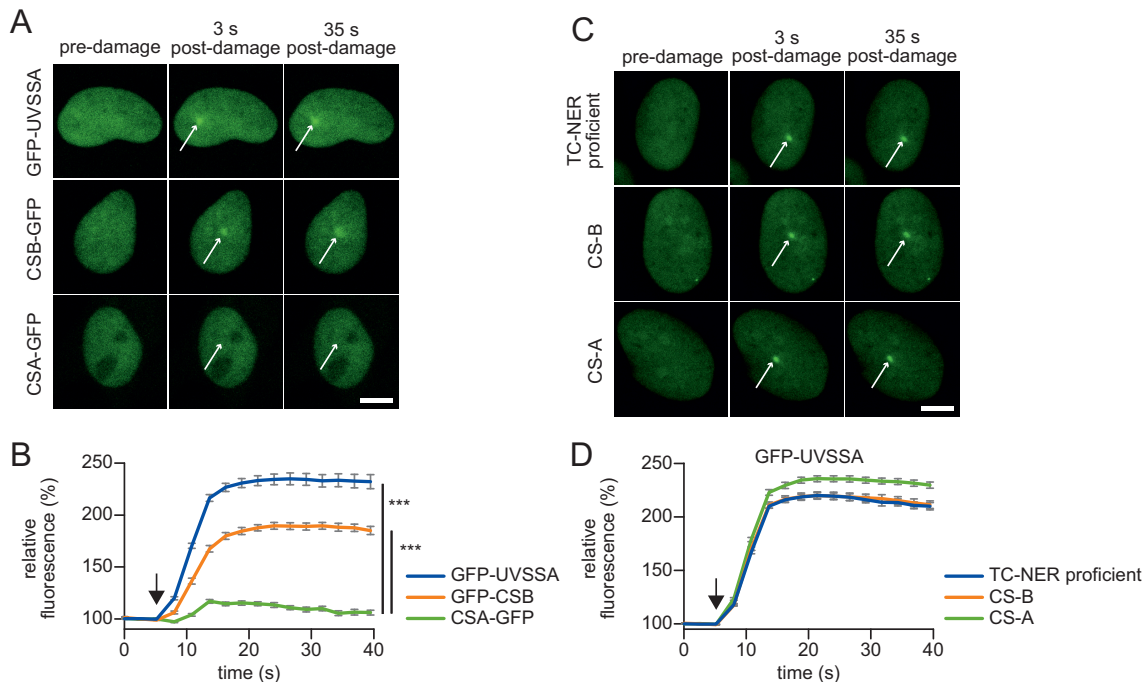 A
pre-damage
3 s
post-damage
35 s
post-damage
GFP-UVSSA
CSB-GFP
CSA-GFP
C
pre-damage
3 s
post-damage
35 s
post-damage
TC-NER
proficient
CS-B
CS-A
B
relative
fluorescence (%)
250
200
150
100
0
10
20
30
40
time (s)
***
***
GFP-UVSSA
GFP-CSB
CSA-GFP
D
GFP-UVSSA
relative
fluorescence (%)
250
200
150
100
0
10
20
30
40
time (s)
TC-NER proficient
CS-B
CS-A